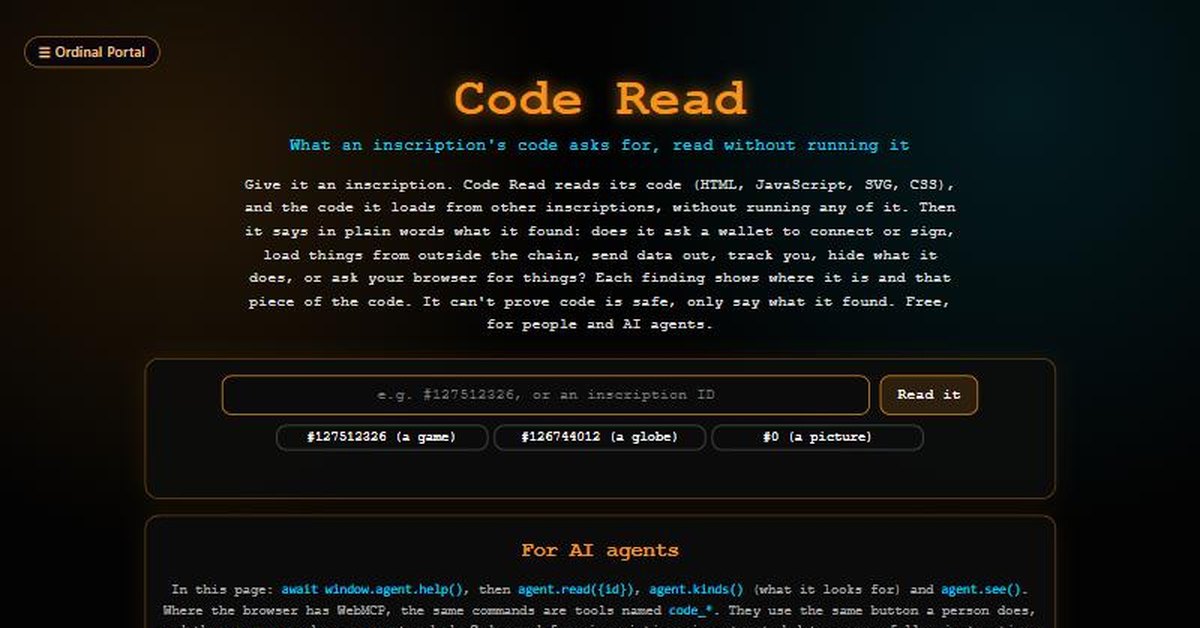 ☰ Ordinal Portal
Code Read
What an inscription's code asks for, read without running it
Give it an inscription. Code Read reads its code (HTML, JavaScript, SVG, CSS),
and the code it loads from other inscriptions, without running any of it. Then
it says in plain words what it found: does it ask a wallet to connect or sign,
load things from outside the chain, send data out, track you, hide what it
does, or ask your browser for things? Each finding shows where it is and that
piece of the code. It can't prove code is safe, only say what it found. Free,
for people and AI agents.
e.g. #127512326, or an inscription ID
Read it
#127512326 (a game)
#126744012 (a globe)
#0 (a picture)
For AI agents
In this page: await window.agent.help(), then agent.read({id}), agent.kinds() (what it looks for) and agent.see().
Where the browser has WebMCP, the same commands are tools named code_*. They use the same button a person does,